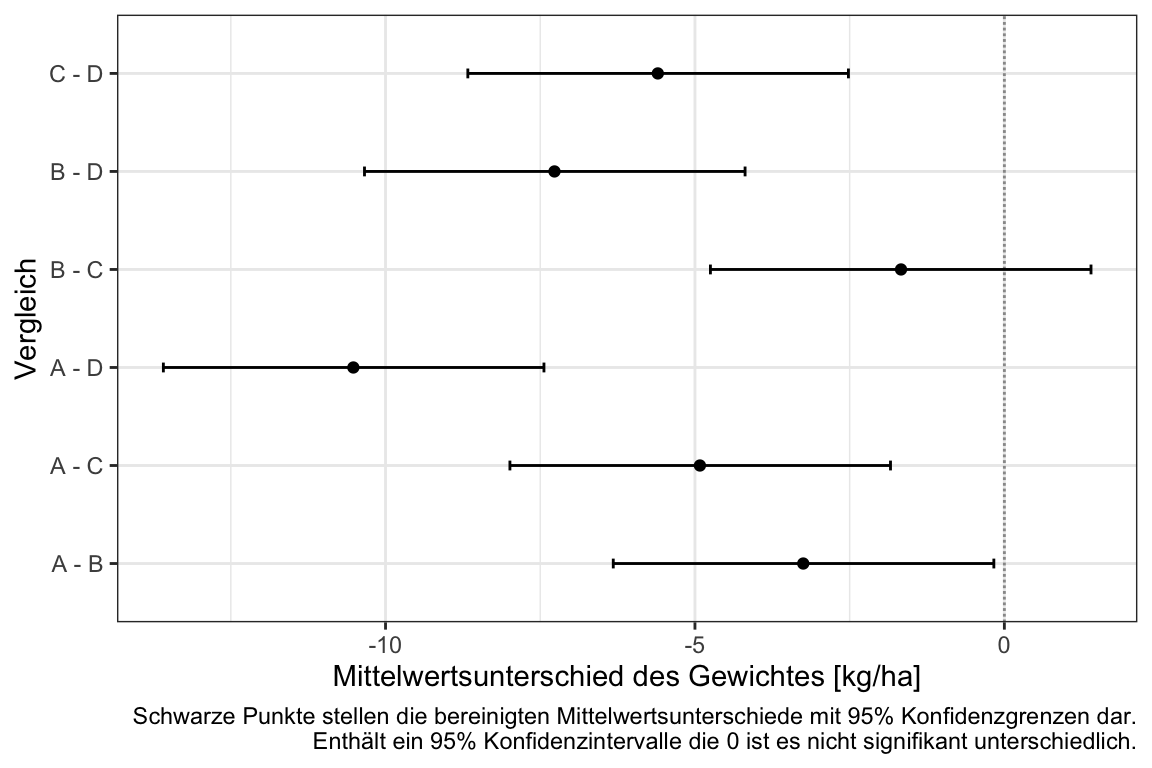 C - D
B - D
B - C
A - D
A - C
A - B
Vergleich
-10
-5
0
Mittelwertsunterschied des Gewichtes [kg/ha]
Schwarze Punkte stellen die bereinigten Mittelwertsunterschiede mit 95% Konfidenzgrenzen dar.
Enthält ein 95% Konfidenzintervalle die 0 ist es nicht signifikant unterschiedlich.